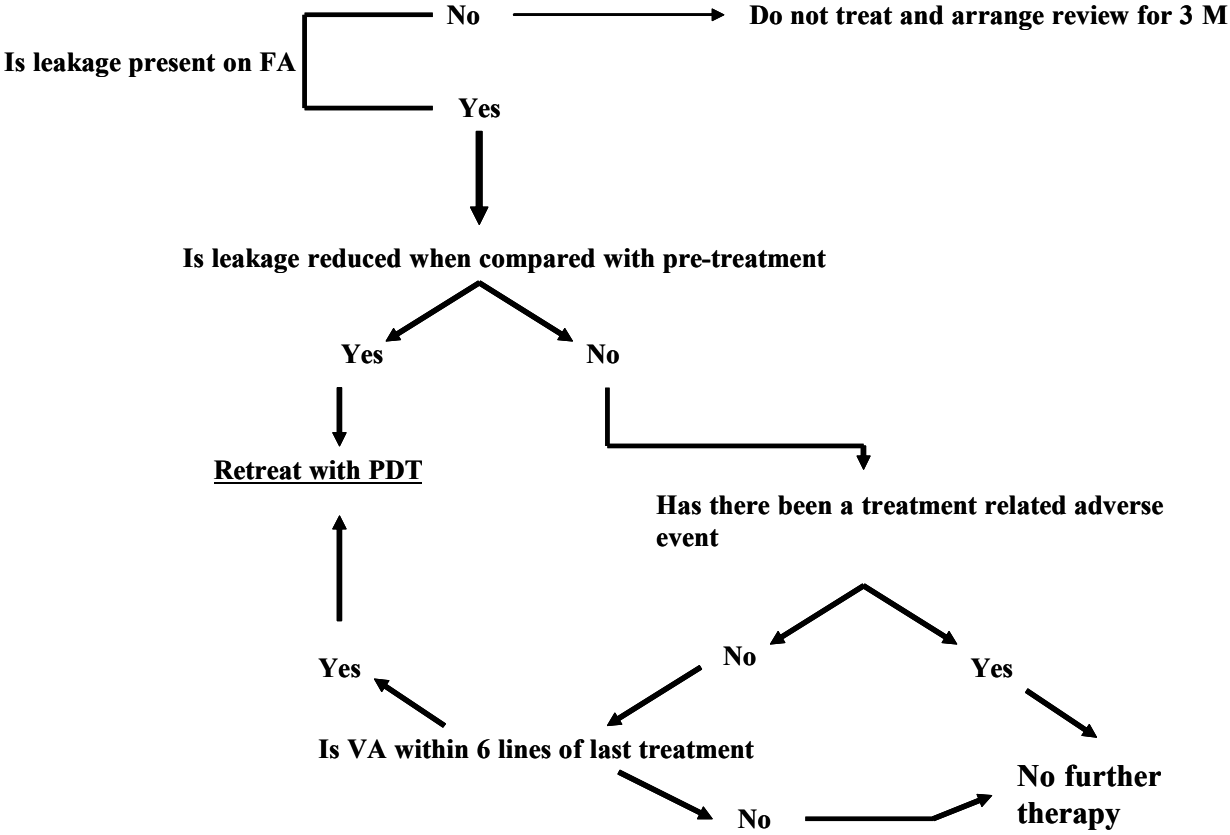 No
Do not treat and arrange review for 3 M
Is leakage present on FA
Yes
Is leakage reduced when compared with pre-treatment
Yes
No
Retreat with PDT
Has there been a treatment related adverse
event
No
Yes
Yes
Is VA within 6 lines of last treatment
No further
therapy
No